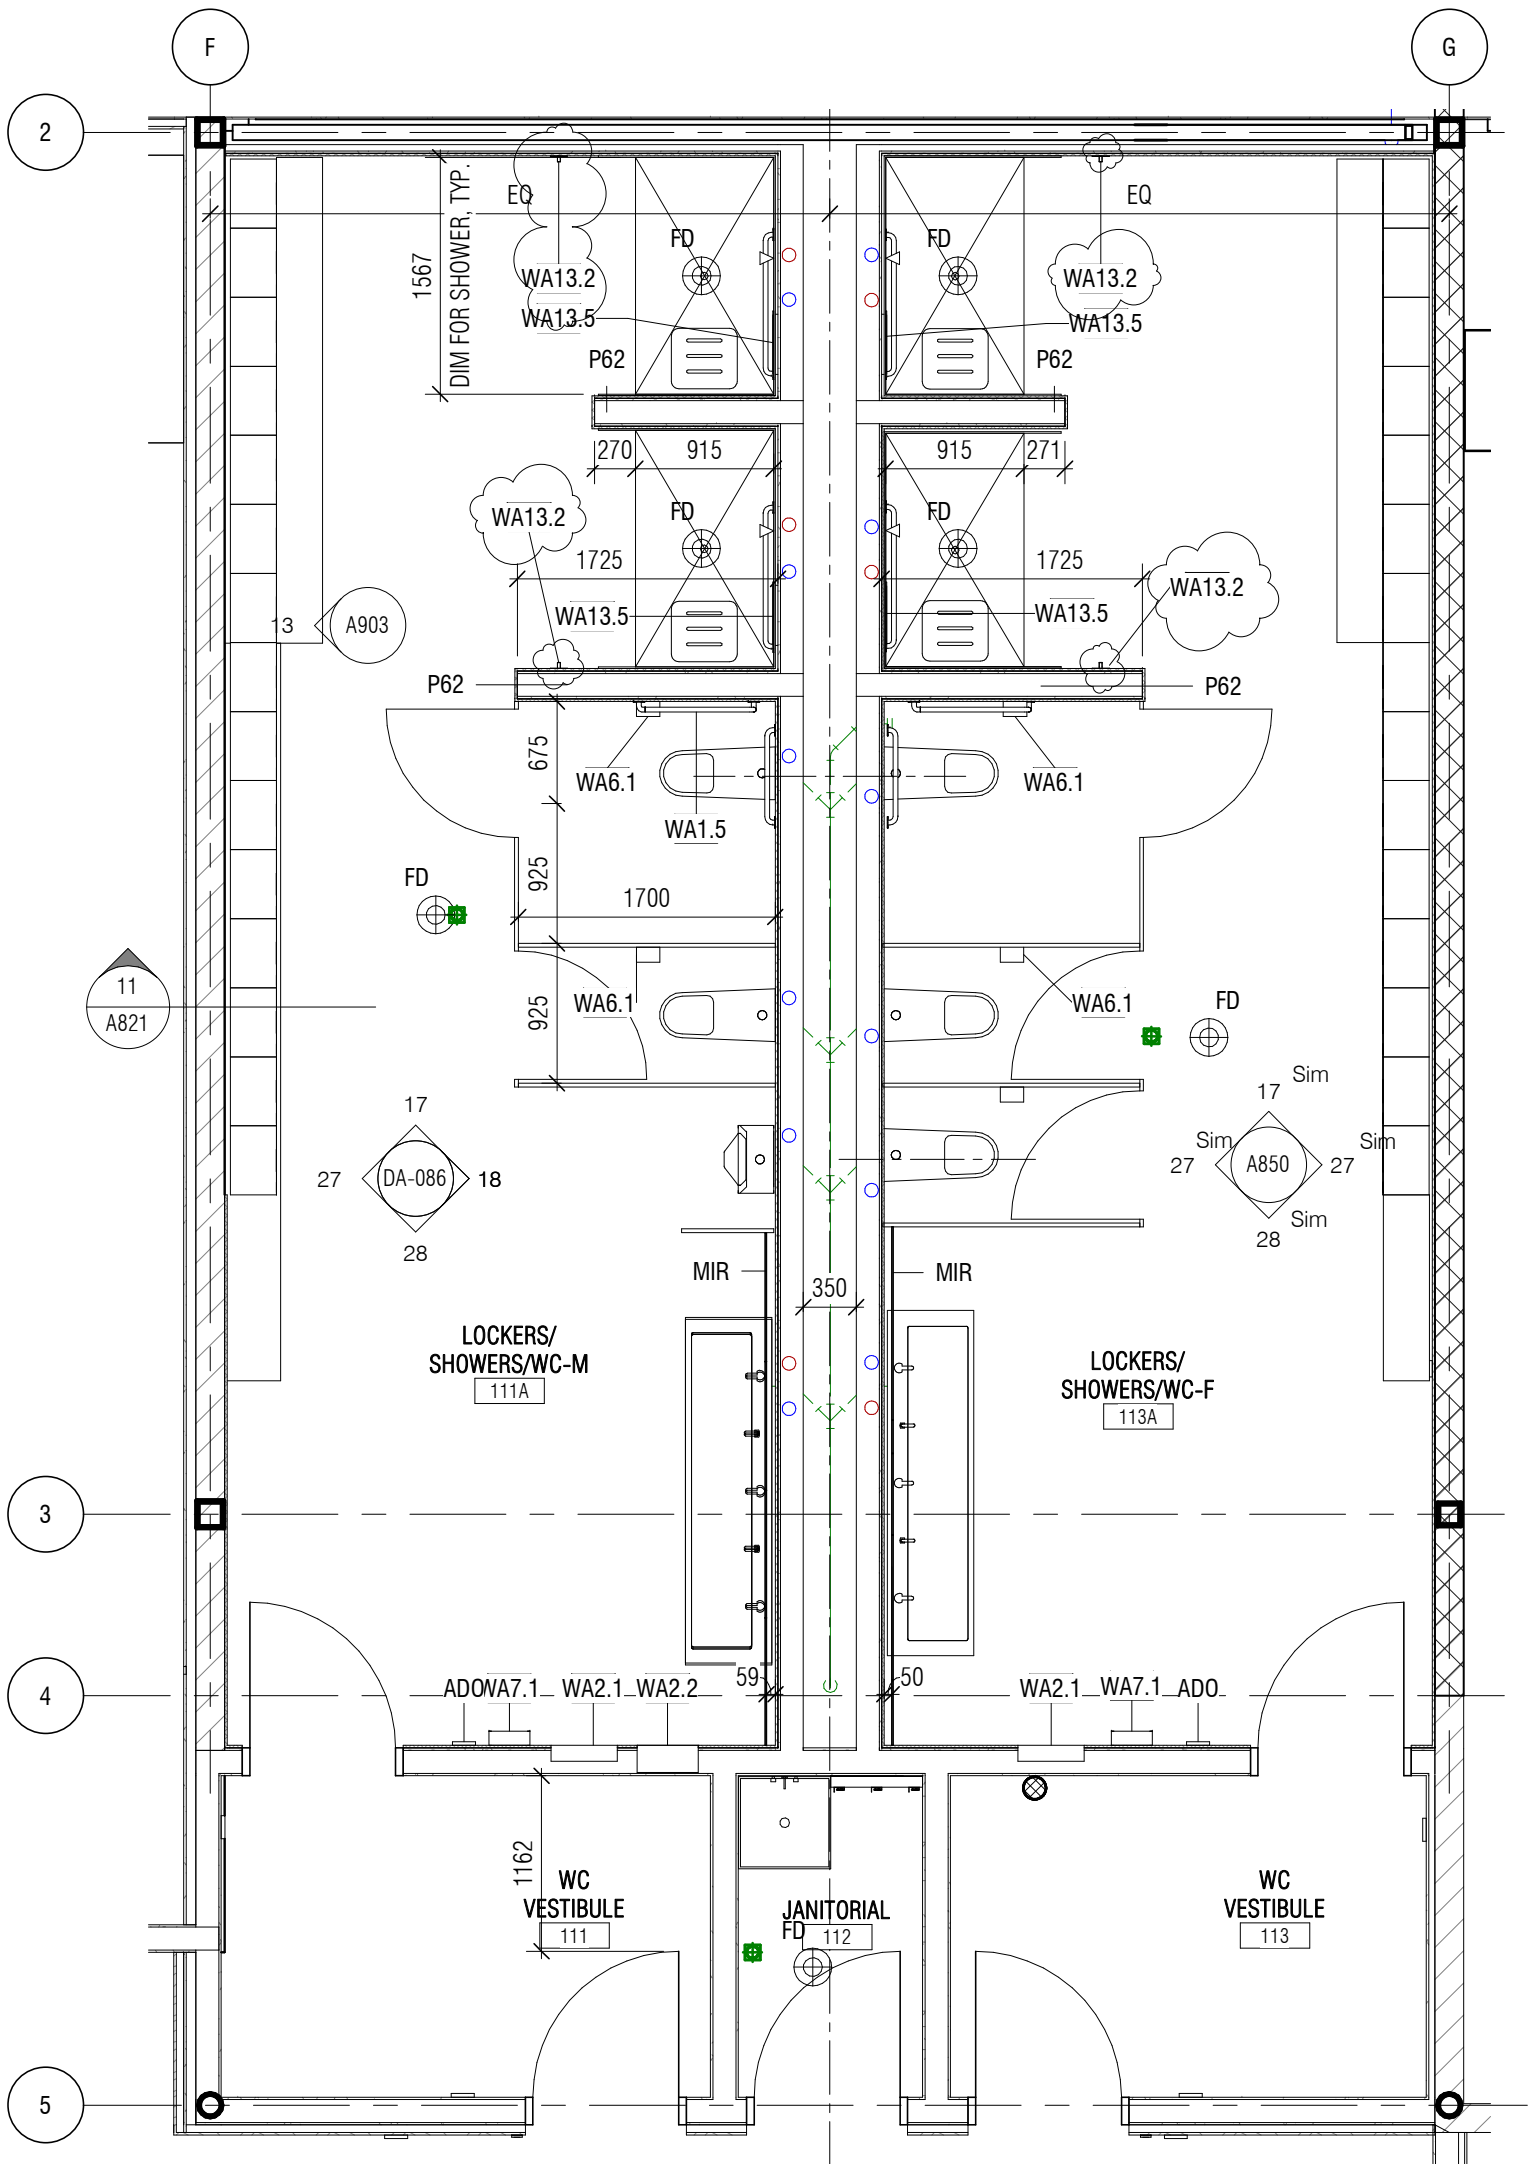 F
G
2
EQ
EQ
DIM FOR SHOWER, TYP.
1567
FD
FD
WA13.2
WA13.2
WA13.5
WA13.5
P62
P62
270
915
915
271
WA13.2
FD
FD
1725
1725
WA13.2
WA13.5
WA13.5
13
A903
P62
P62
675
WA6.1
WA6.1
WA1.5
925
FD
1700
11
A821
925
WA6.1
WA6.1
FD
Sim
17
17
Sim
Sim
27
DA-086
18
27
A850
27
28
Sim
28
MIR
MIR
350
LOCKERS/
SHOWERS/WC-M
111A
LOCKERS/
SHOWERS/WC-F
113A
3
4
59
50
ADO
WA7.1
WA2.1
WA2.2
WA2.1
WA7.1
ADO
1162
WC
VESTIBULE
111
JANITORIAL
FD
112
WC
VESTIBULE
113
5